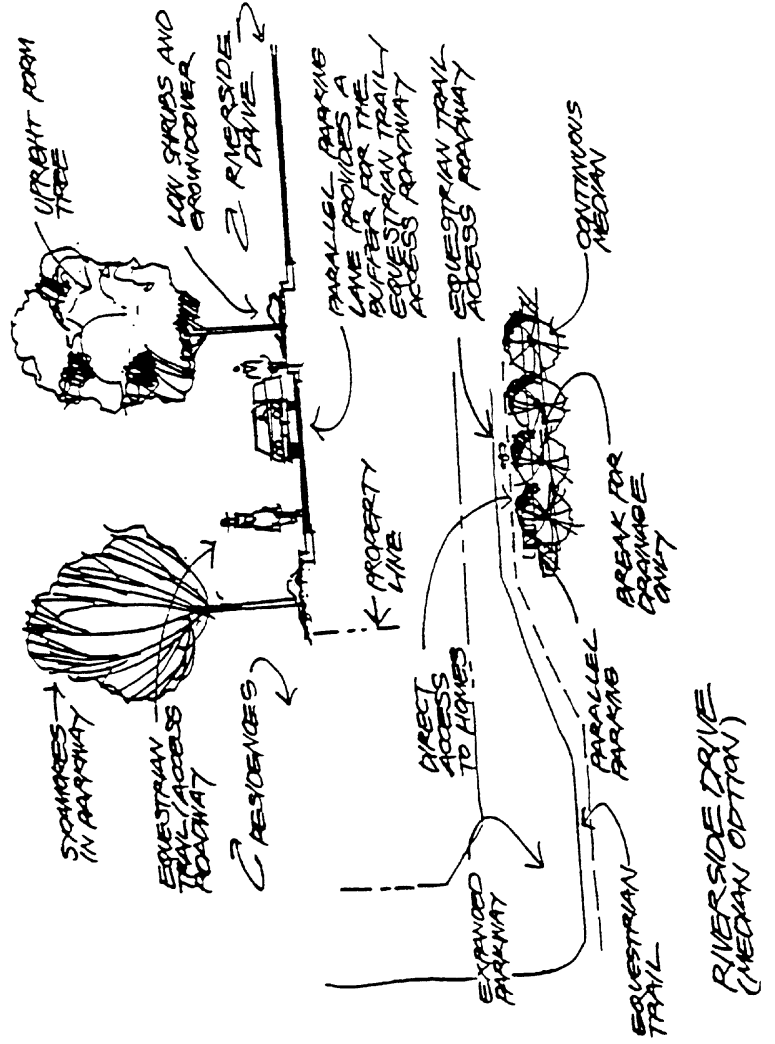 UPRIGHT FORM
TREE
LOW SHRUBS AND
GROUNDCOVER
RIVERSIDE
DRIVE
PARALLEL PARKING
LANE PROVIDES A
BUFFER FOR THE
EQUESTRIAN TRAIL/
ACCESS ROADWAY
EQUESTRIAN TRAIL
ACCESS ROADWAY
CONTINUOUS
MEDIAN
SYCAMORES
IN PARKWAY
EQUESTRIAN
TRAIL/ACCESS
ROADWAY
RESIDENCES
PROPERTY
LINE
DIRECT
ACCESS
TO HOMES
BREAK FOR
DRAINAGE
ONLY
PARALLEL
PARKING
EXPANDED
PARKWAY
EQUESTRIAN
TRAIL
RIVERSIDE DRIVE
(MEDIAN OPTION)